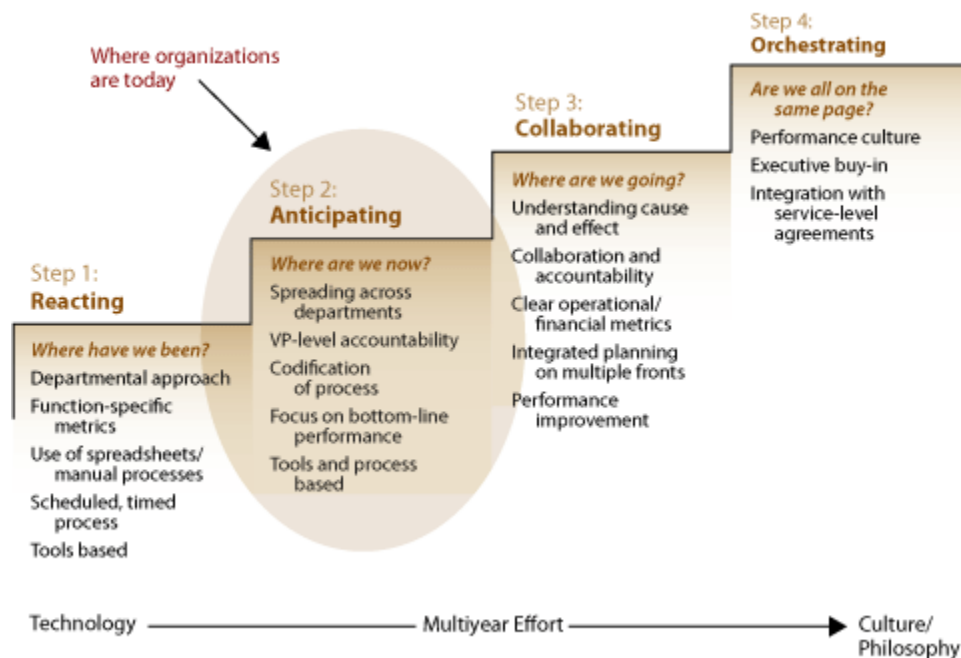 Where organizations
are today
Step 1:
Reacting
Where have we been?
Departmental approach
Function-specific
metrics
Use of spreadsheets/
manual processes
Scheduled, timed
process
Tools based
Step 2:
Anticipating
Where are we now?
Spreading across
departments
VP-level accountability
Codification
of process
Focus on bottom-line
performance
Tools and process
based
Step 3:
Collaborating
Where are we going?
Understanding cause
and effect
Collaboration and
accountability
Clear operational/
financial metrics
Integrated planning
on multiple fronts
Performance
improvement
Step 4:
Orchestrating
Are we all on the
same page?
Performance culture
Executive buy-in
Integration with
service-level
agreements
Technology
Multiyear Effort
Culture/
Philosophy